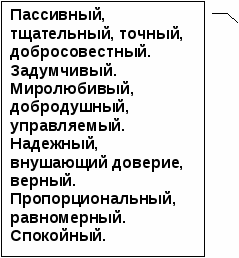 Пассивный,
тщательный, точный,
добросовестный.
Задумчивый.
Миролюбивый,
добродушный,
управляемый.
Надежный,
внушающий доверие,
верный.
Пропорциональный,
равномерный.
Спокойный.